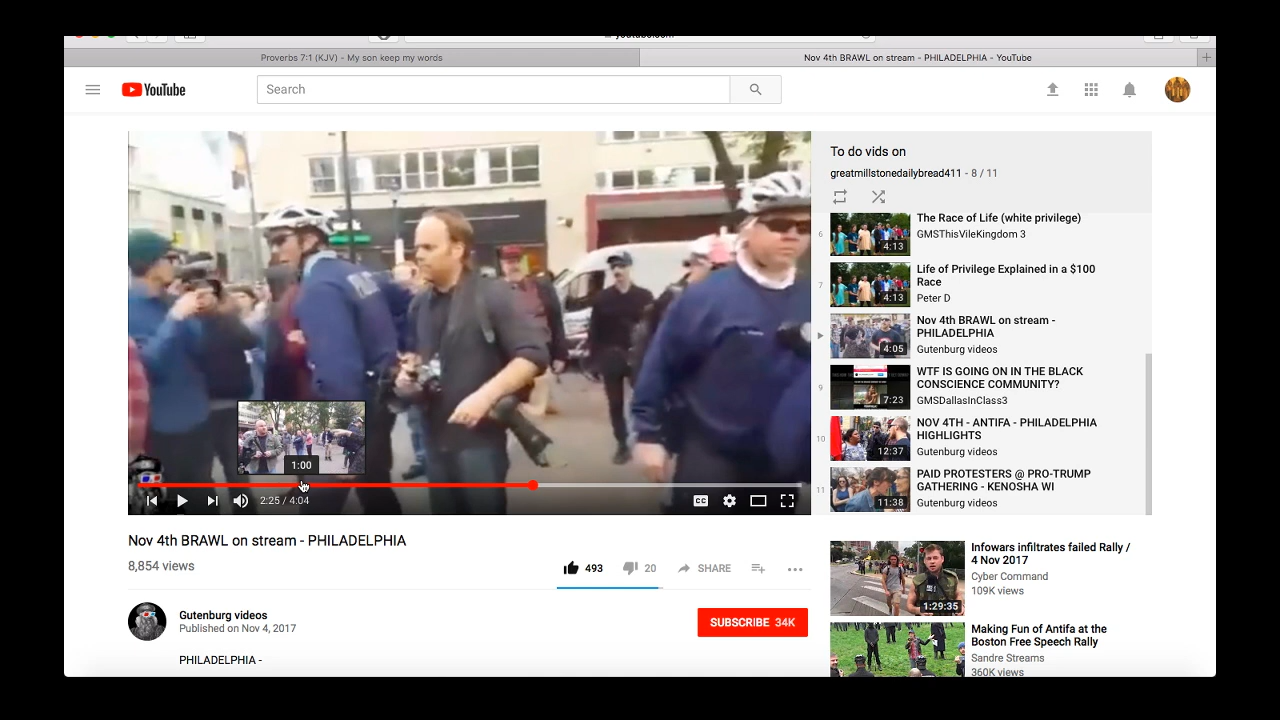 youtube.com
Proverbs 7:1 (KJV) - My son keep my words
Nov 4th BRAWL on stream - PHILADELPHIA - YouTube
YouTube
Search
To do vids on
greatmillstonedailybread411 - 8 / 11
6
The Race of Life (white privilege)
GMSThisVileKingdom 3
4:13
7
Life of Privilege Explained in a $100
Race
Peter D
4:13
Nov 4th BRAWL on stream -
PHILADELPHIA
Gutenburg videos
4:05
9
WTF IS GOING ON IN THE BLACK
CONSCIENCE COMMUNITY?
GMSDallasInClass3
7:23
10
NOV 4TH - ANTIFA - PHILADELPHIA
HIGHLIGHTS
Gutenburg videos
12:37
11
PAID PROTESTERS @ PRO-TRUMP
GATHERING - KENOSHA WI
Gutenburg videos
11:38
1:00
2:25 / 4:04
CC
Nov 4th BRAWL on stream - PHILADELPHIA
8,854 views
493
20
SHARE
Gutenburg videos
Published on Nov 4, 2017
SUBSCRIBE 34K
PHILADELPHIA -
Infowars infiltrates failed Rally /
4 Nov 2017
Cyber Command
109K views
1:29:35
Making Fun of Antifa at the
Boston Free Speech Rally
Sandre Streams
360K views